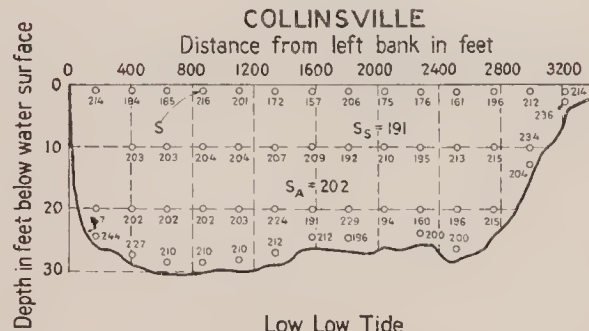 COLLINSVILLE
Distance from left bank in feet
Depth in feet below water surface
0 400 800 1200 1600 2000 2400 2800 3200
0
214 184 165 216 201 172 157 206 175 176 161 196 212 214
236
S
S_S = 191
10
203 203 204 204 207 209 192 210 195 213 215 234
204
S_A = 202
20
7 202 202 202 203 224 191 229 194 160 196 215
244 227 210 210 210 212 212 196 200 200
30
Low Low Tide